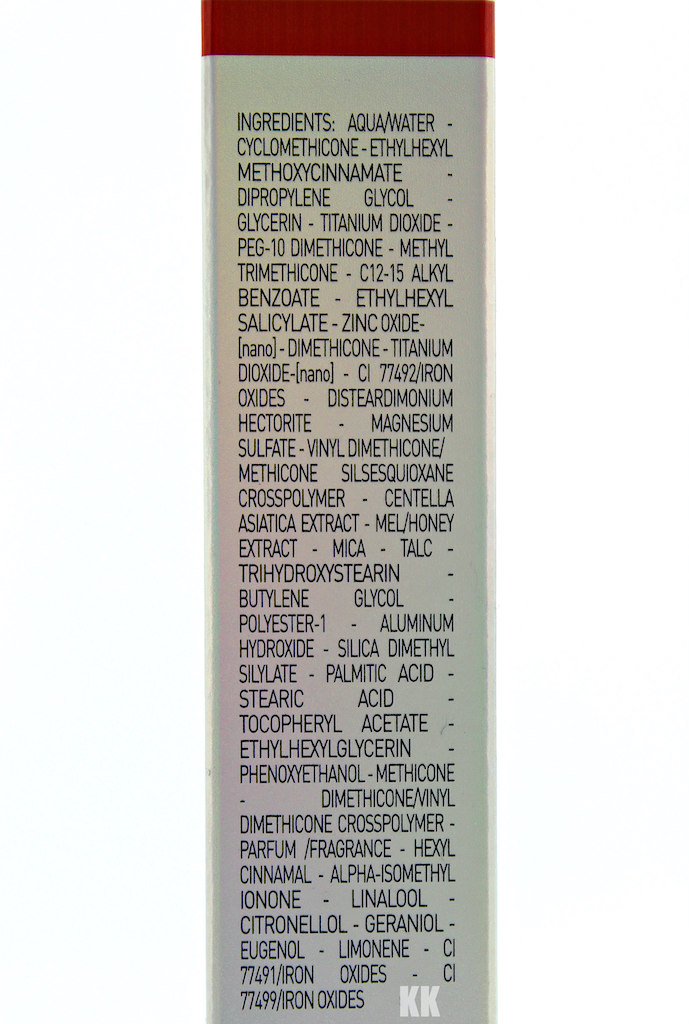 INGREDIENTS: AQUA/WATER -
CYCLOMETHICONE - ETHYLHEXYL
METHOXYCINNAMATE -
DIPROPYLENE GLYCOL -
GLYCERIN - TITANIUM DIOXIDE -
PEG-10 DIMETHICONE - METHYL
TRIMETHICONE - C12-15 ALKYL
BENZOATE - ETHYLHEXYL
SALICYLATE - ZINC OXIDE-
[nano] - DIMETHICONE - TITANIUM
DIOXIDE-[nano] - CI 77492/IRON
OXIDES - DISTEARDIMONIUM
HECTORITE - MAGNESIUM
SULFATE - VINYL DIMETHICONE/
METHICONE SILSESQUIOXANE
CROSSPOLYMER - CENTELLA
ASIATICA EXTRACT - MEL/HONEY
EXTRACT - MICA - TALC -
TRIHYDROXYSTEARIN -
BUTYLENE GLYCOL -
POLYESTER-1 - ALUMINUM
HYDROXIDE - SILICA DIMETHYL
SILYLATE - PALMITIC ACID -
STEARIC ACID -
TOCOPHERYL ACETATE -
ETHYLHEXYLGLYCERIN -
PHENOXYETHANOL - METHICONE
- DIMETHICONE/VINYL
DIMETHICONE CROSSPOLYMER -
PARFUM /FRAGRANCE - HEXYL
CINNAMAL - ALPHA-ISOMETHYL
IONONE - LINALOOL -
CITRONELLOL - GERANIOL -
EUGENOL - LIMONENE - CI
77491/IRON OXIDES - CI
77499/IRON OXIDES
KK